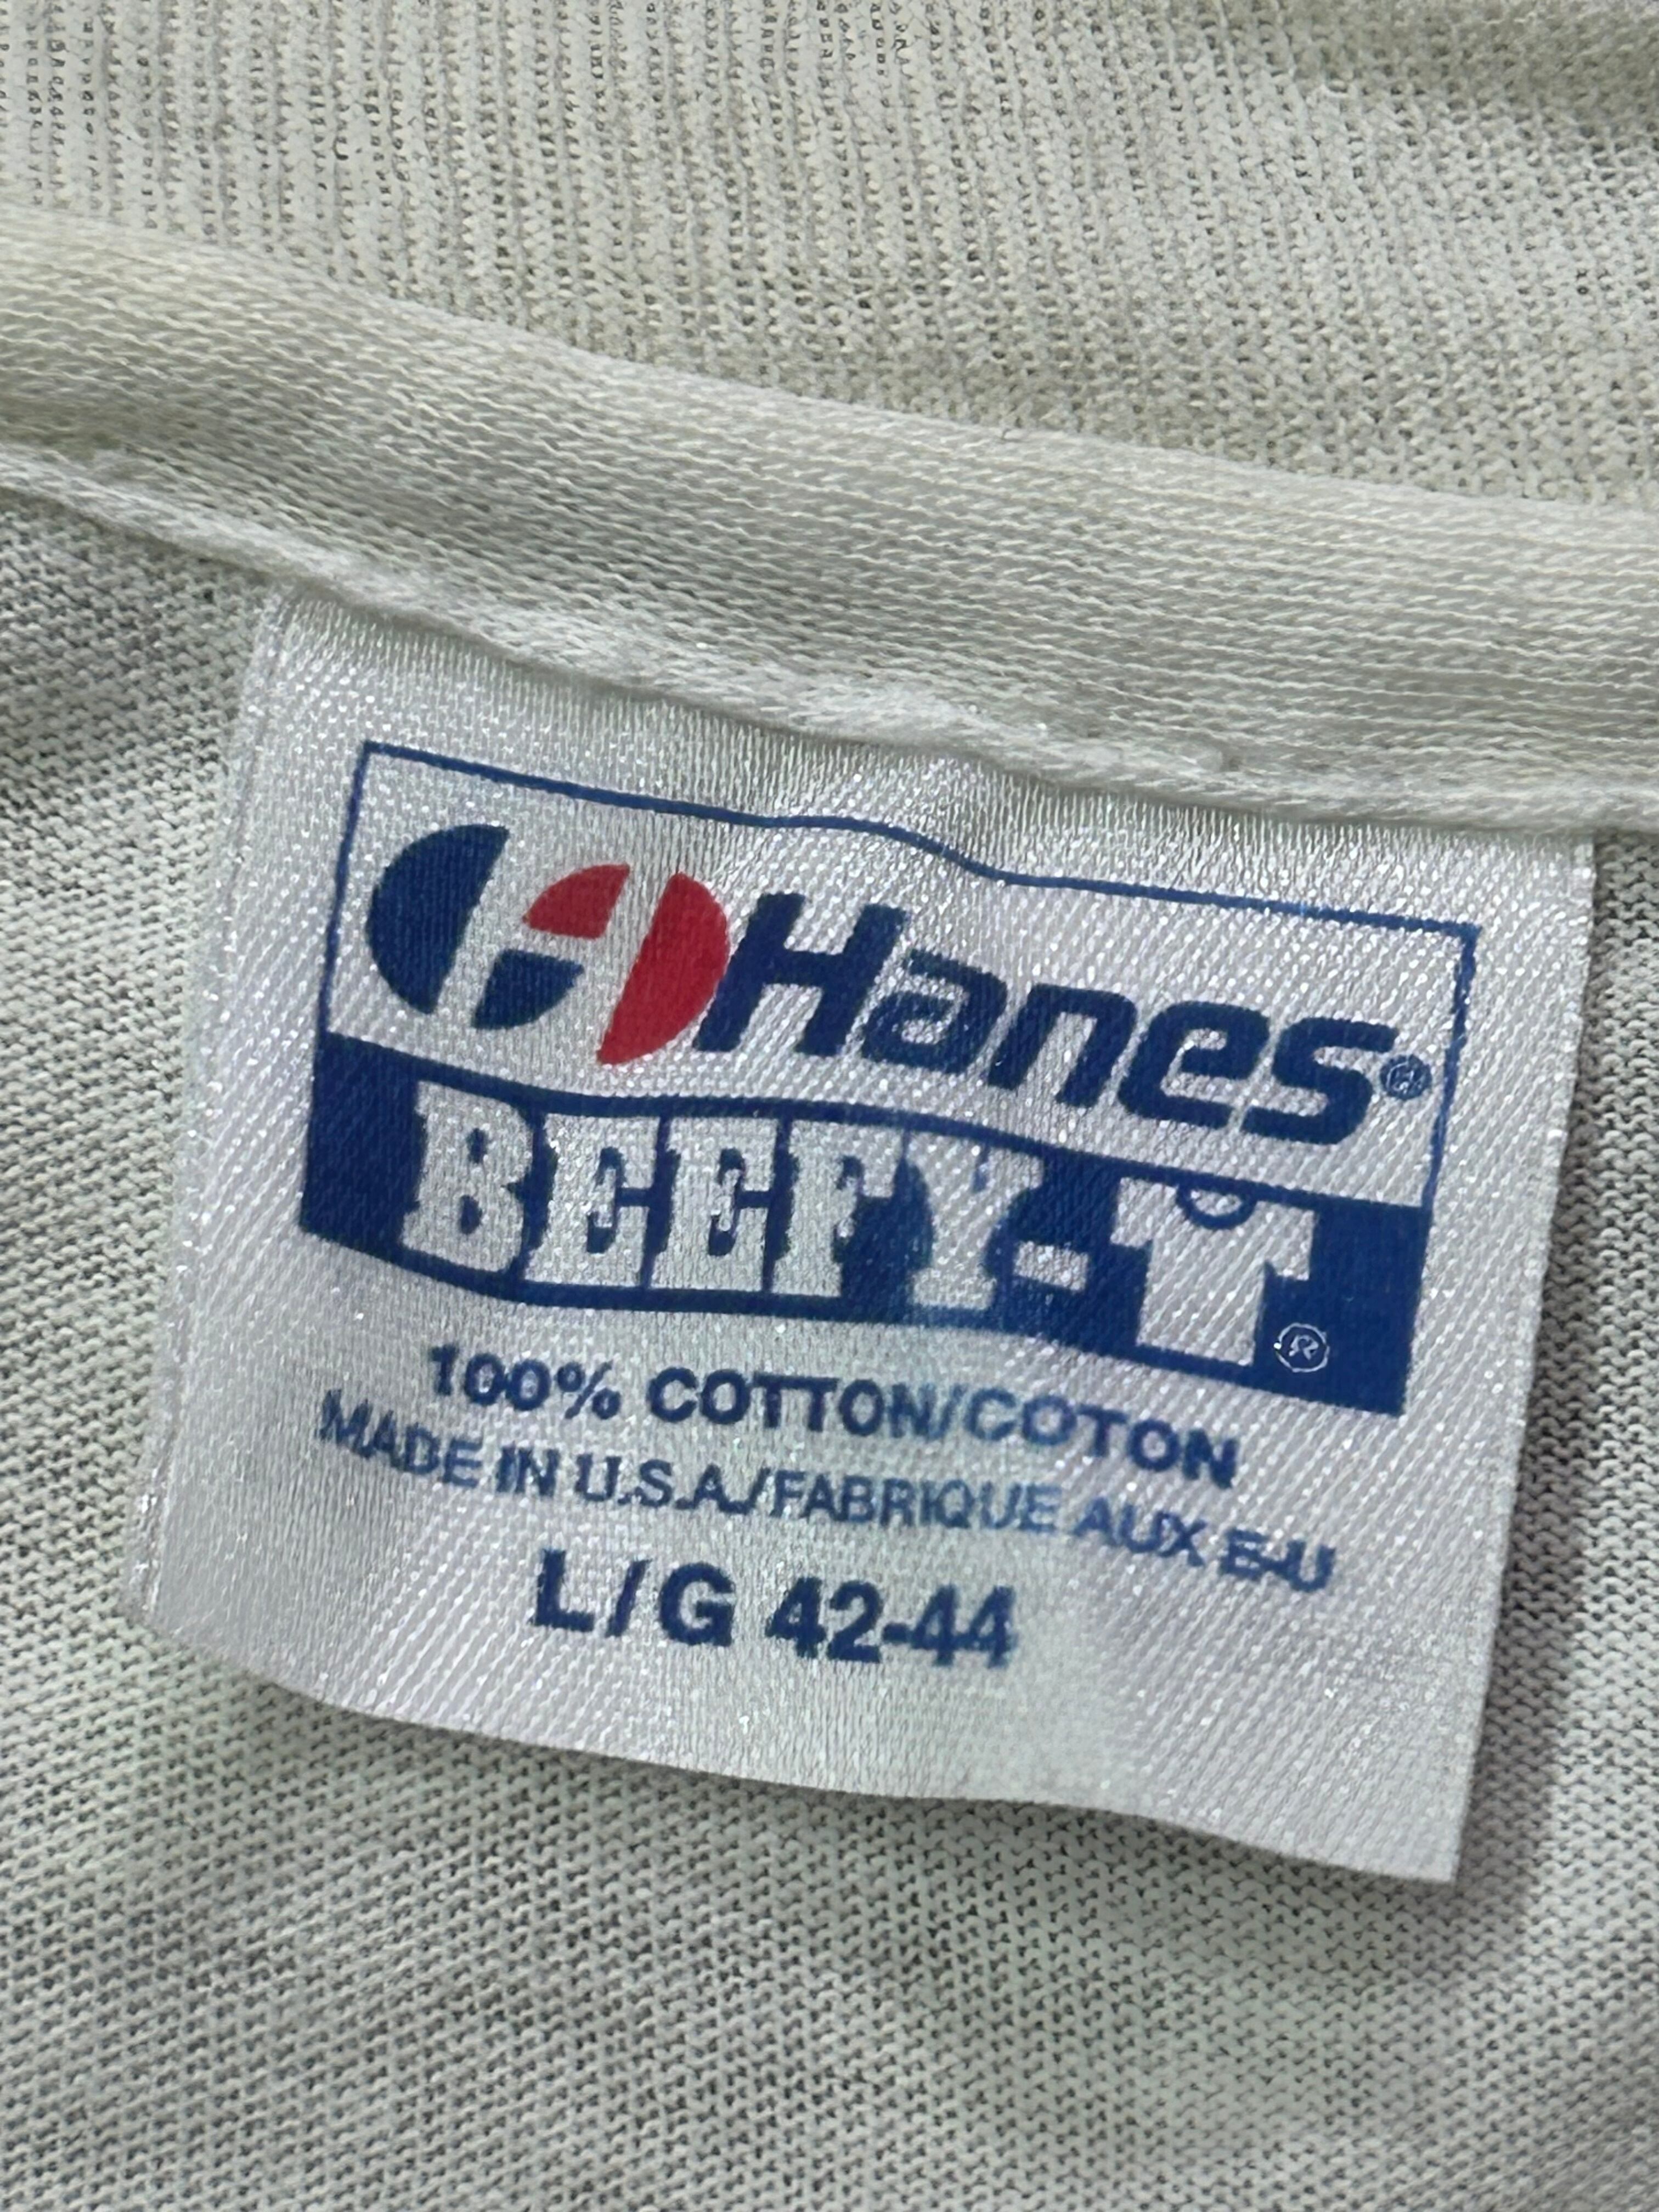 Hanes®
BEEFY-T®
100% COTTON/COTON
MADE IN U.S.A./FABRIQUE AUX E-U
L/G 42-44